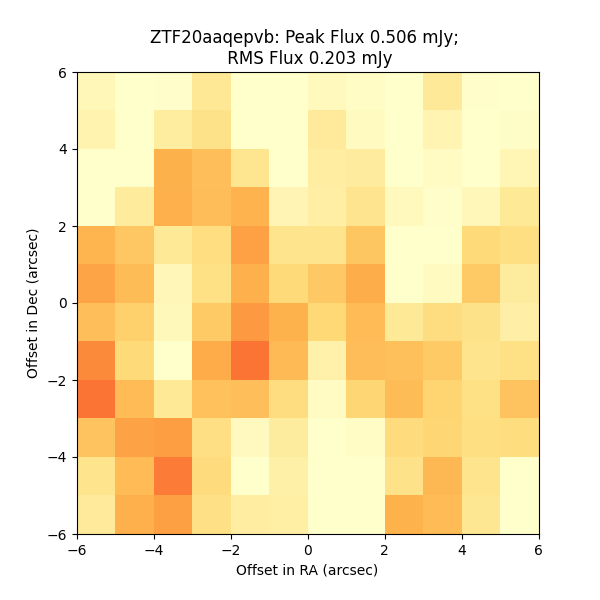 ZTF20aaqepvb: Peak Flux 0.506 mJy;
RMS Flux 0.203 mJy
6
4
2
0
−2
−4
−6
Offset in Dec (arcsec)
−6 −4 −2 0 2 4 6
Offset in RA (arcsec)